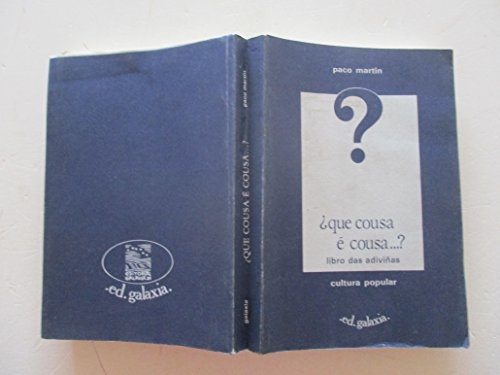 paco martín
?
¿que cousa
é cousa...?
libro das adiviñas
cultura popular
.ed. galaxia.
paco martín
¿QUE COUSA É COUSA...?
galaxia
.ed. galaxia.